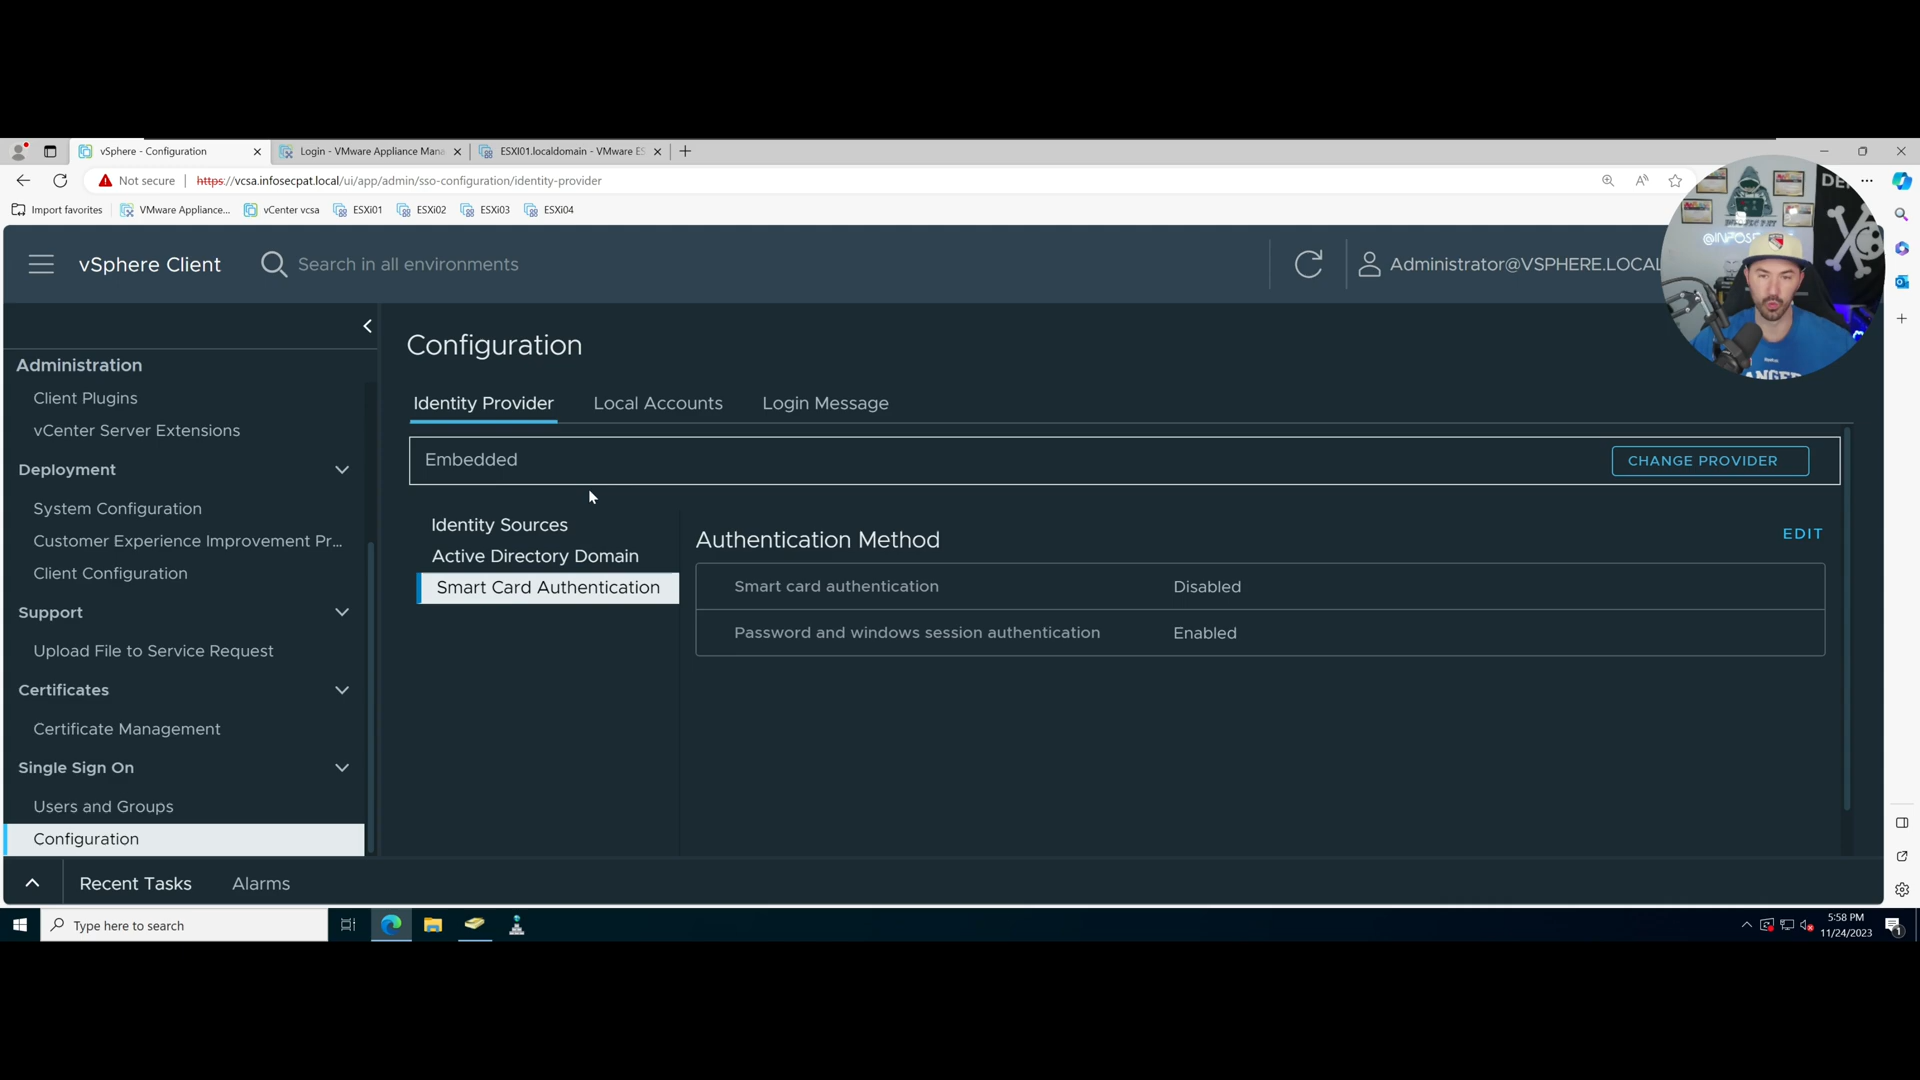 vSphere - Configuration
Login - VMware Appliance Mana
ESXI01.localdomain - VMware ES
Not secure
https://vcsa.infosecpat.local/ui/app/admin/sso-configuration/identity-provider
Import favorites
VMware Appliance...
vCenter vcsa
ESXi01
ESXi02
ESXi03
ESXi04
vSphere Client
Search in all environments
Administrator@VSPHERE.LOCAL
Administration
Client Plugins
vCenter Server Extensions
Deployment
System Configuration
Customer Experience Improvement Pr...
Client Configuration
Support
Upload File to Service Request
Certificates
Certificate Management
Single Sign On
Users and Groups
Configuration
Configuration
Identity Provider
Local Accounts
Login Message
Embedded
CHANGE PROVIDER
Identity Sources
Active Directory Domain
Smart Card Authentication
Authentication Method
EDIT
Smart card authentication
Disabled
Password and windows session authentication
Enabled
Recent Tasks
Alarms
Type here to search
5:58 PM
11/24/2023
1